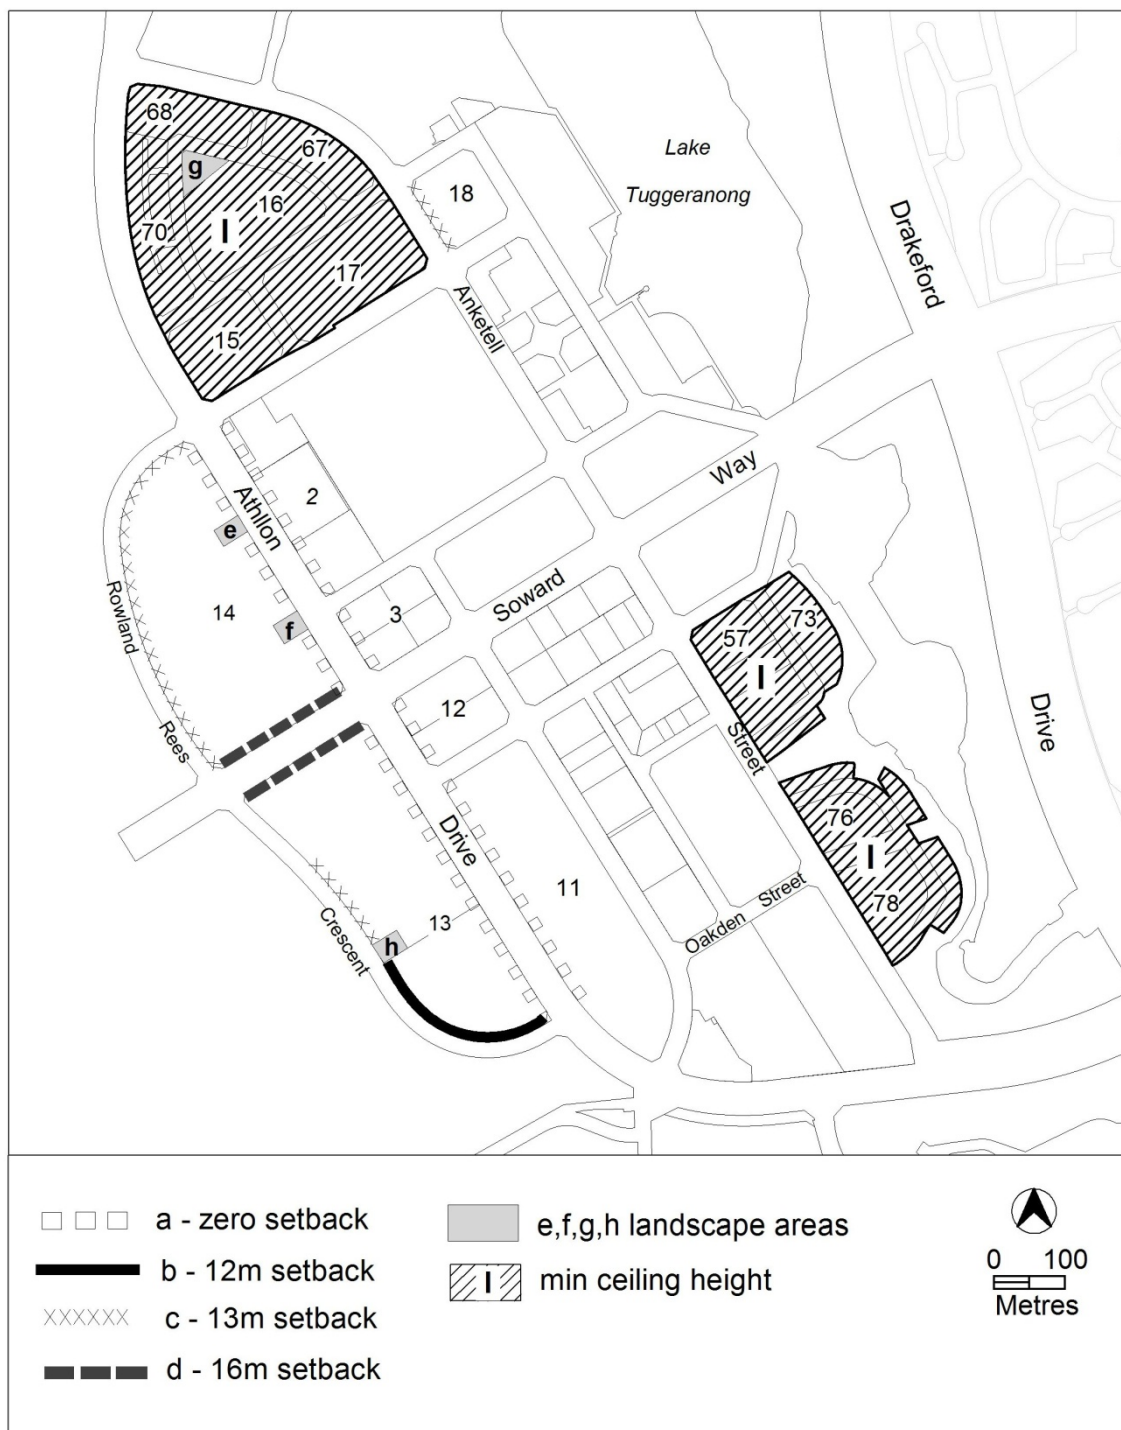 68
67
g
16
I
70
17
15
18
Lake
Tuggeranong
Drakeford
Anketell
Way
Athllon
2
e
14
f
3
Soward
Rowland
Rees
12
57
73
I
Street
Drive
Drive
76
I
78
11
Oakden Street
13
h
Crescent
a - zero setback
b - 12m setback
c - 13m setback
d - 16m setback
e,f,g,h landscape areas
I min ceiling height
0 100
Metres